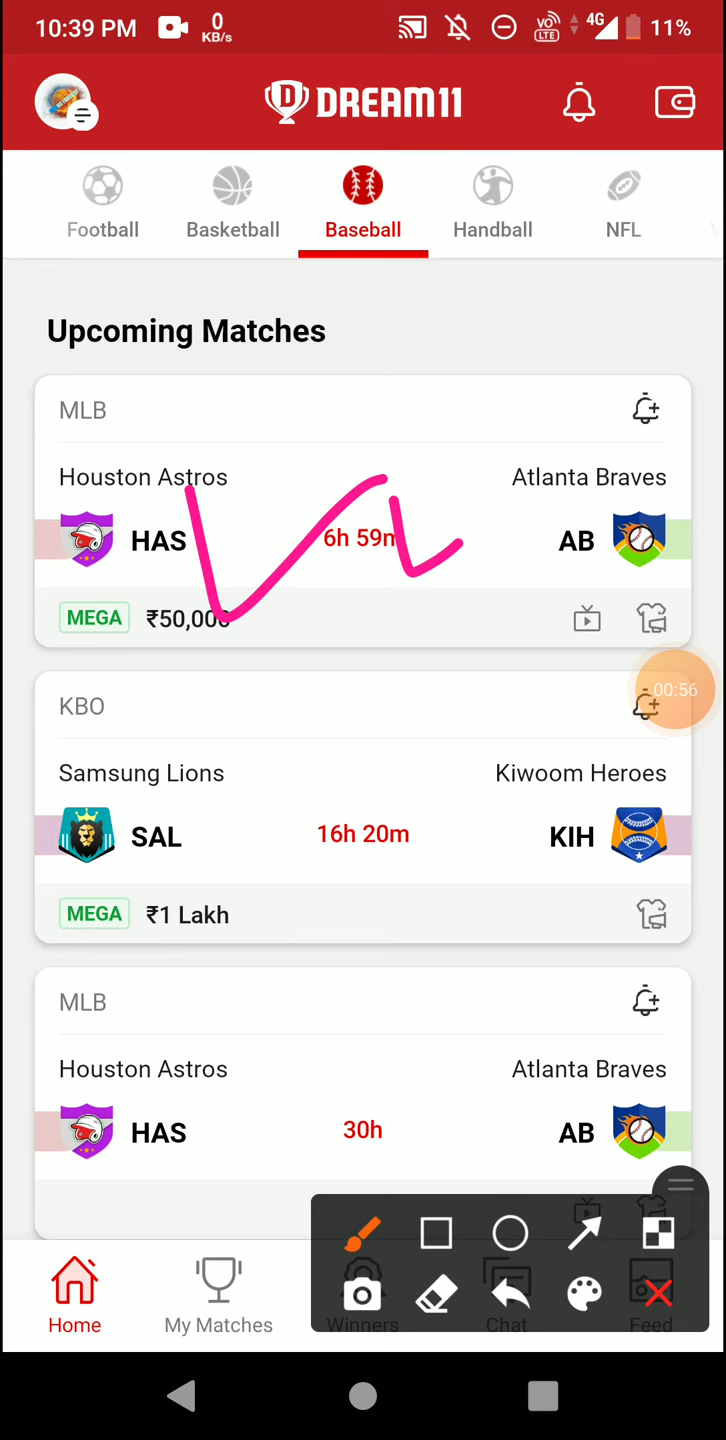 10:39 PM 0 KB/s VO LTE 4G 11%
DREAM11
Football Basketball Baseball Handball NFL
Upcoming Matches
MLB
Houston Astros Atlanta Braves
HAS 6h 59m AB
MEGA ₹50,000
00:56
KBO
Samsung Lions Kiwoom Heroes
SAL 16h 20m KIH
MEGA ₹1 Lakh
MLB
Houston Astros Atlanta Braves
HAS 30h AB
Home My Matches Winners Chat Feed